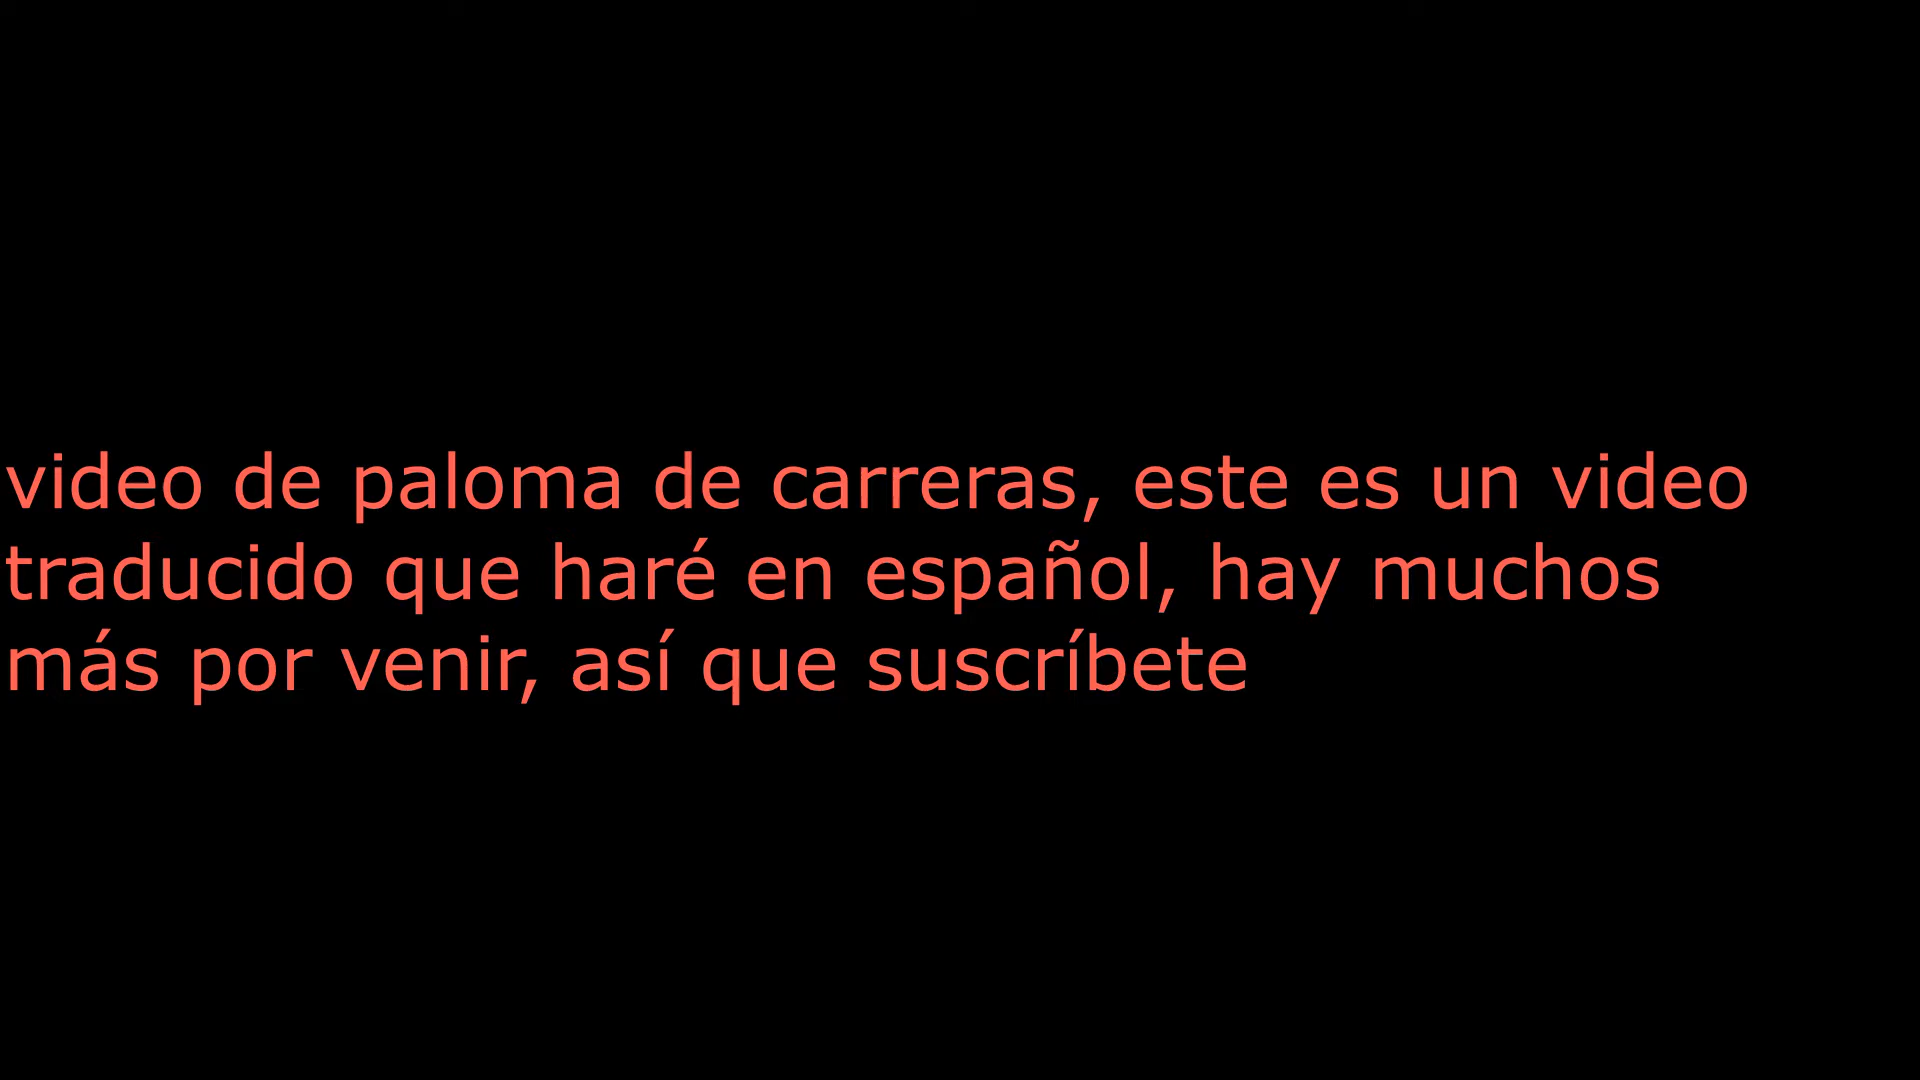 video de paloma de carreras, este es un video
traducido que haré en español, hay muchos
más por venir, así que suscríbete